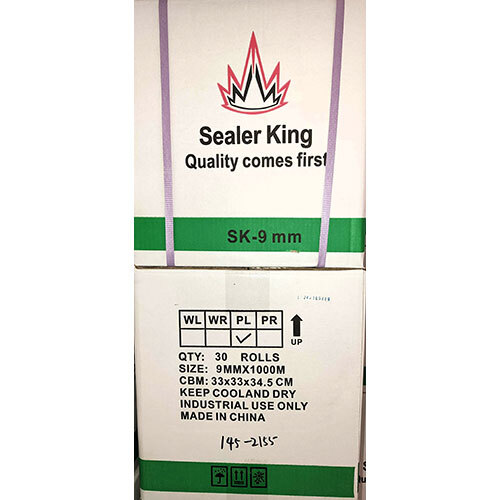 Sealer King
Quality comes first
SK-9 mm
WL WR PL PR
✓
UP
QTY: 30 ROLLS
SIZE: 9MMX1000M
CBM: 33x33x34.5 CM
KEEP COOLAND DRY
INDUSTRIAL USE ONLY
MADE IN CHINA
145-2155